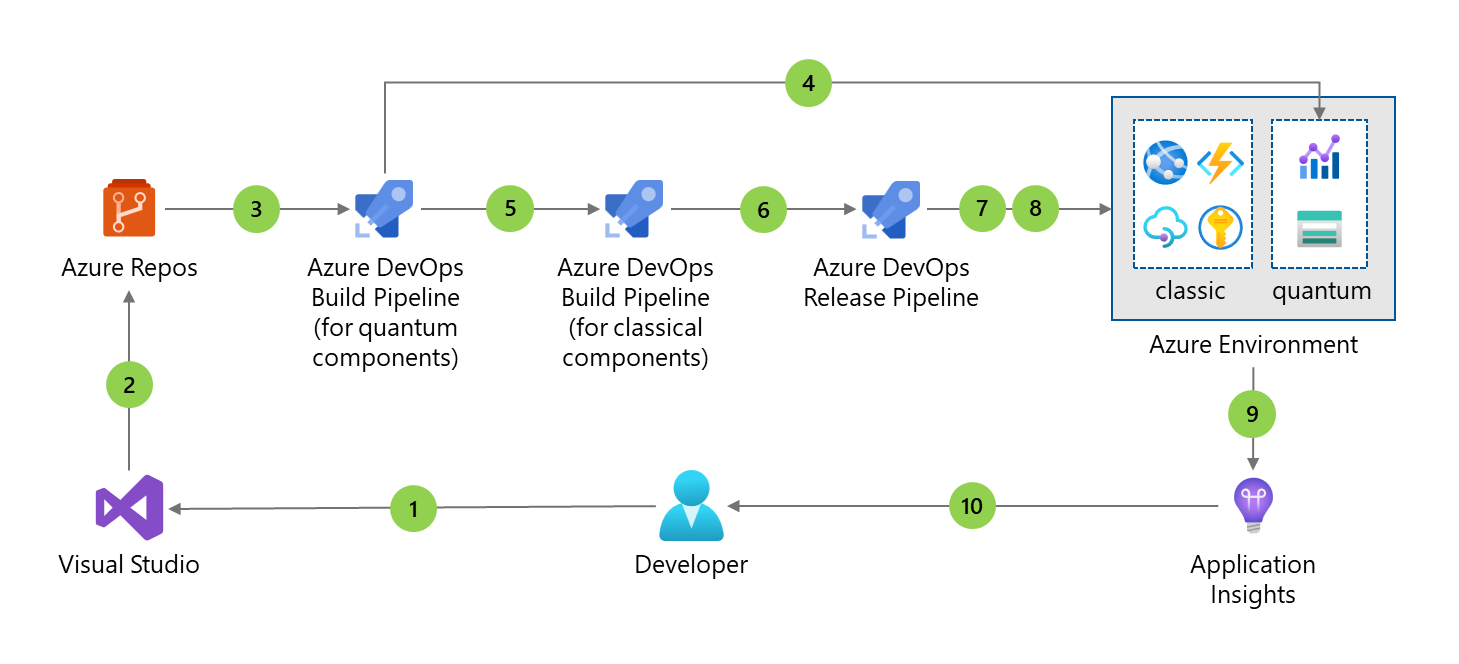 4
3
5
6
7
8
Azure Repos
Azure DevOps
Build Pipeline
(for quantum
components)
Azure DevOps
Build Pipeline
(for classical
components)
Azure DevOps
Release Pipeline
classic
quantum
Azure Environment
2
9
1
10
Visual Studio
Developer
Application
Insights